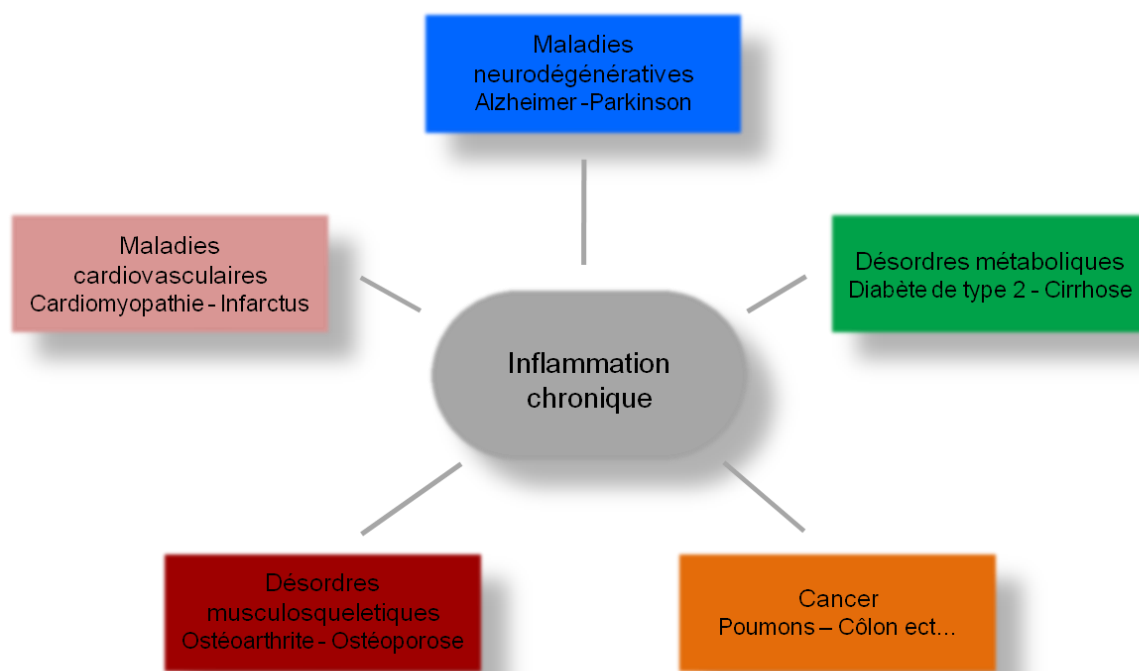 Maladies
neurodégénératives
Alzheimer -Parkinson
Maladies
cardiovasculaires
Cardiomyopathie - Infarctus
Désordres métaboliques
Diabète de type 2 - Cirrhose
Inflammation
chronique
Désordres
musculosqueletiques
Ostéoarthrite - Ostéoporose
Cancer
Poumons – Côlon ect...